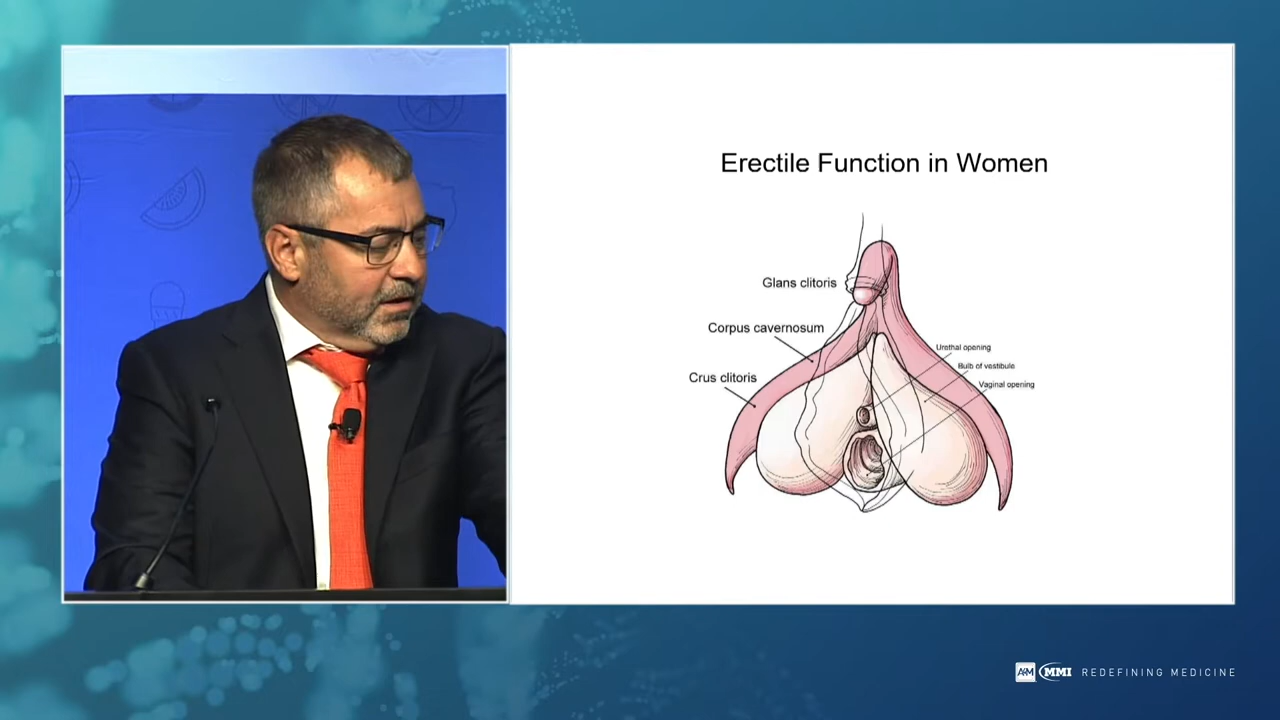 Erectile Function in Women
Glans clitoris
Corpus cavernosum
Crus clitoris
Urethal opening
Bulb of vestibule
Vaginal opening
A4M MMI REDEFINING MEDICINE